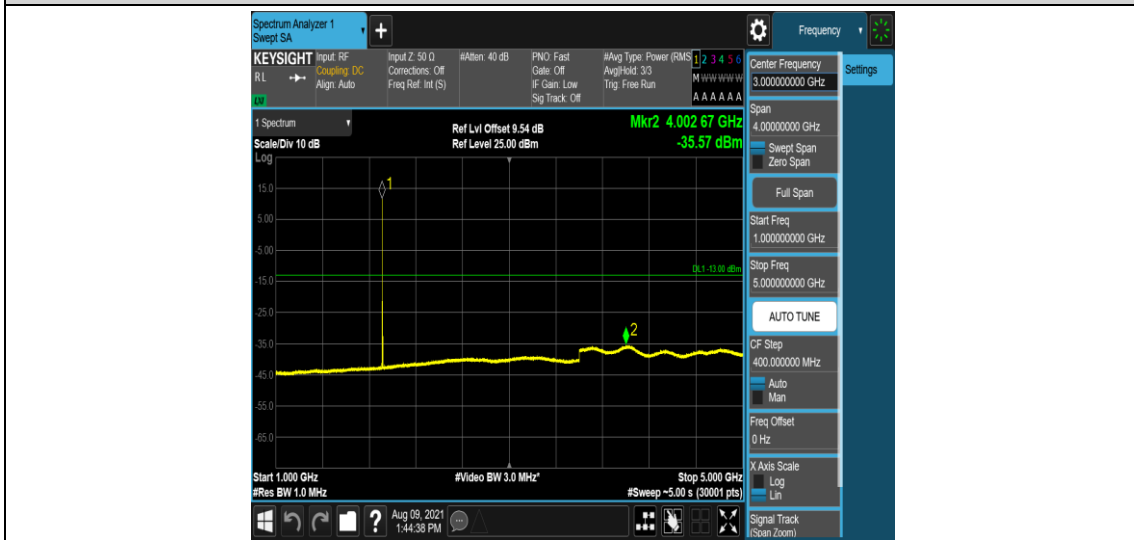 Spectrum Analyzer 1
Swept SA
+
Frequency
KEYSIGHT
RL
LXI
Input: RF
Coupling: DC
Align: Auto
Input Z: 50 Ω
Corrections: Off
Freq Ref: Int (S)
#Atten: 40 dB
PNO: Fast
Gate: Off
IF Gain: Low
Sig Track: Off
#Avg Type: Power (RMS
Avg|Hold: 3/3
Trig: Free Run
1 2 3 4 5 6
M W W W W W
A A A A A A
1 Spectrum
Scale/Div 10 dB
Log
Ref Lvl Offset 9.54 dB
Ref Level 25.00 dBm
Mkr2 4.002 67 GHz
-35.57 dBm
15.0
5.00
-5.00
-15.0
-25.0
-35.0
-45.0
-55.0
-65.0
1
2
DL1 -13.00 dBm
Start 1.000 GHz
#Res BW 1.0 MHz
#Video BW 3.0 MHz*
Stop 5.000 GHz
#Sweep ~5.00 s (30001 pts)
Aug 09, 2021
1:44:38 PM
Center Frequency
3.000000000 GHz
Settings
Span
4.00000000 GHz
Swept Span
Zero Span
Full Span
Start Freq
1.000000000 GHz
Stop Freq
5.000000000 GHz
AUTO TUNE
CF Step
400.000000 MHz
Auto
Man
Freq Offset
0 Hz
X Axis Scale
Log
Lin
Signal Track
(Span Zoom)